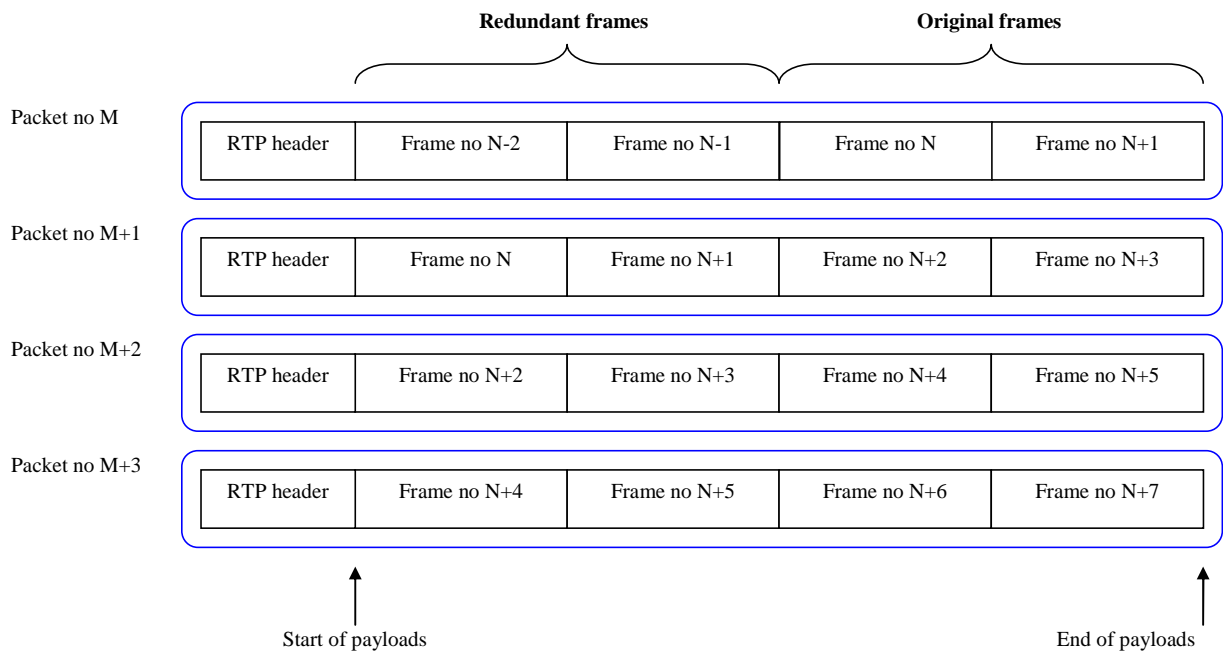 Redundant frames
Original frames
Packet no M
RTP header
Frame no N-2
Frame no N-1
Frame no N
Frame no N+1
Packet no M+1
RTP header
Frame no N
Frame no N+1
Frame no N+2
Frame no N+3
Packet no M+2
RTP header
Frame no N+2
Frame no N+3
Frame no N+4
Frame no N+5
Packet no M+3
RTP header
Frame no N+4
Frame no N+5
Frame no N+6
Frame no N+7
Start of payloads
End of payloads